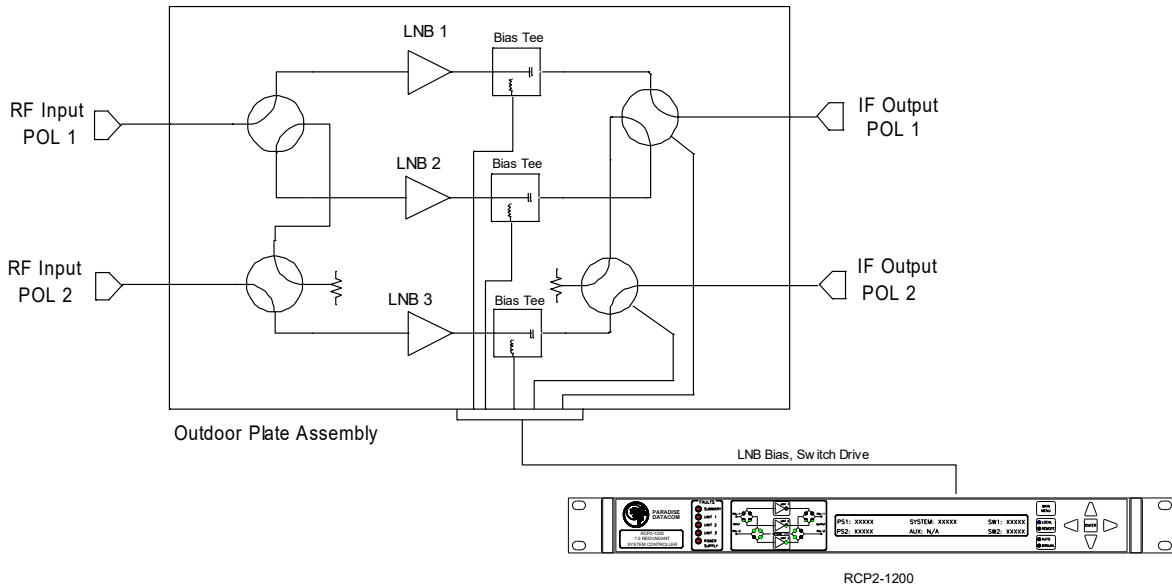 LNB 1
Bias Tee
RF Input
POL 1
IF Output
POL 1
LNB 2
Bias Tee
RF Input
POL 2
IF Output
POL 2
LNB 3
Bias Tee
Outdoor Plate Assembly
LNB Bias, Switch Drive
PARADISE
DATACOM
RCP2-1200
1:2 REDUNDANT
SYSTEM CONTROLLER
FAULTS
SUMMARY
UNIT 1
UNIT 2
UNIT 3
POWER
SUPPLY
PS1: XXXXX SYSTEM: XXXXX SW1: XXXXX
PS2: XXXXX AUX: N/A SW2: XXXXX
MAIN
MENU
LOCAL
REMOTE
AUTO
MANUAL
ENTER
RCP2-1200